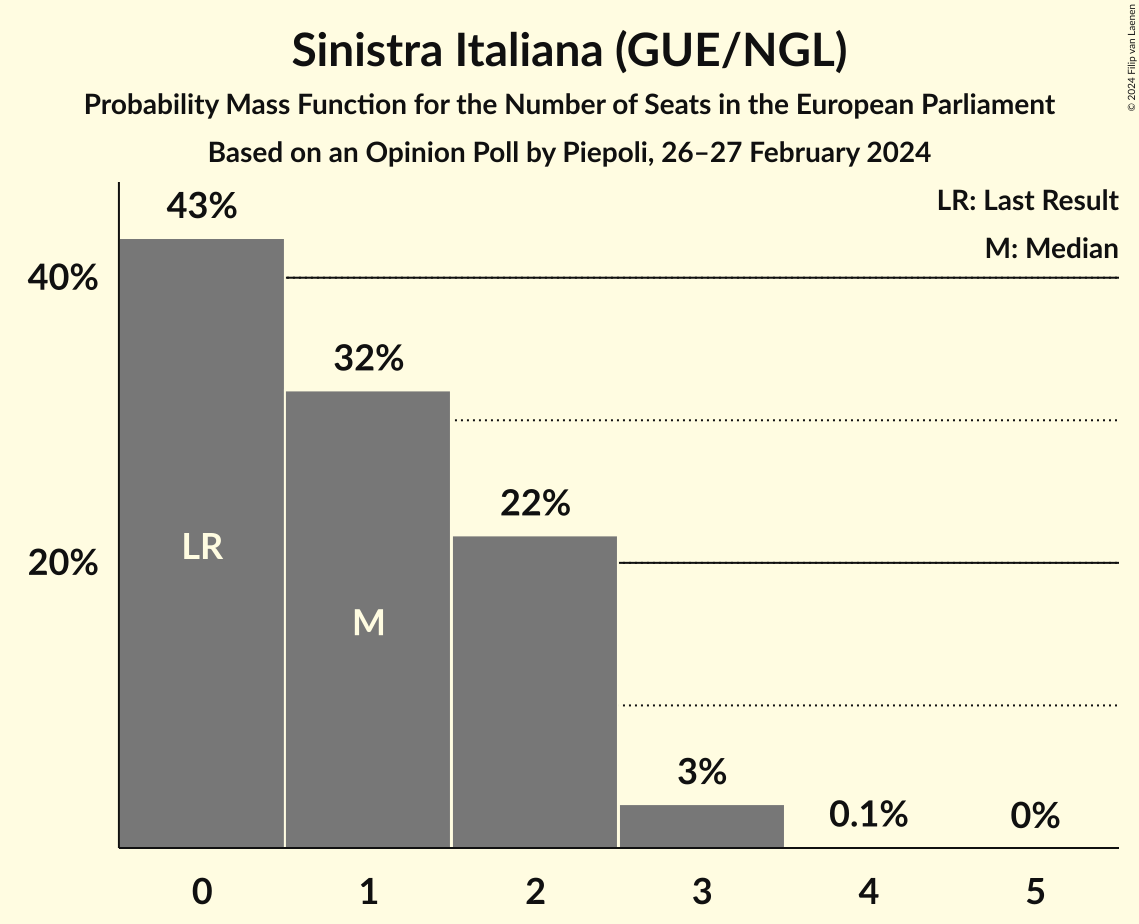 Sinistra Italiana (GUE/NGL)
Probability Mass Function for the Number of Seats in the European Parliament
Based on an Opinion Poll by Piepoli, 26–27 February 2024
© 2024 Filip van Laenen
LR: Last Result
M: Median
43%
40%
32%
22%
20%
LR
M
3%
0.1%
0%
0
1
2
3
4
5